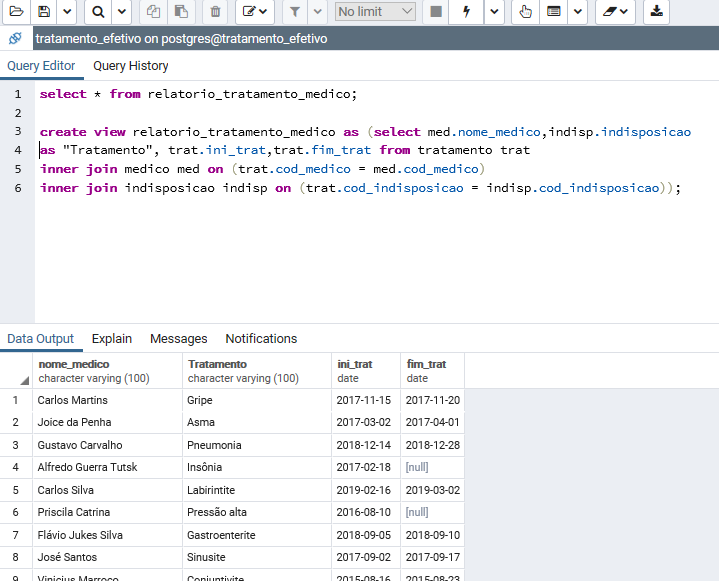 No limit
tratamento_efetivo on postgres@tratamento_efetivo
Query Editor Query History
1 select * from relatorio_tratamento_medico;
2
3 create view relatorio_tratamento_medico as (select med.nome_medico,indisp.indisposicao
4 as "Tratamento", trat.ini_trat,trat.fim_trat from tratamento trat
5 inner join medico med on (trat.cod_medico = med.cod_medico)
6 inner join indisposicao indisp on (trat.cod_indisposicao = indisp.cod_indisposicao));
Data Output Explain Messages Notifications
nome_medico Tratamento ini_trat fim_trat
character varying (100) character varying (100) date date
1 Carlos Martins Gripe 2017-11-15 2017-11-20
2 Joice da Penha Asma 2017-03-02 2017-04-01
3 Gustavo Carvalho Pneumonia 2018-12-14 2018-12-28
4 Alfredo Guerra Tutsk Insônia 2017-02-18 [null]
5 Carlos Silva Labirintite 2019-02-16 2019-03-02
6 Priscila Catrina Pressão alta 2016-08-10 [null]
7 Flávio Jukes Silva Gastroenterite 2018-09-05 2018-09-10
8 José Santos Sinusite 2017-09-02 2017-09-17
9 Vinicius Marroco Conjuntivite 2015-08-16 2015-08-23